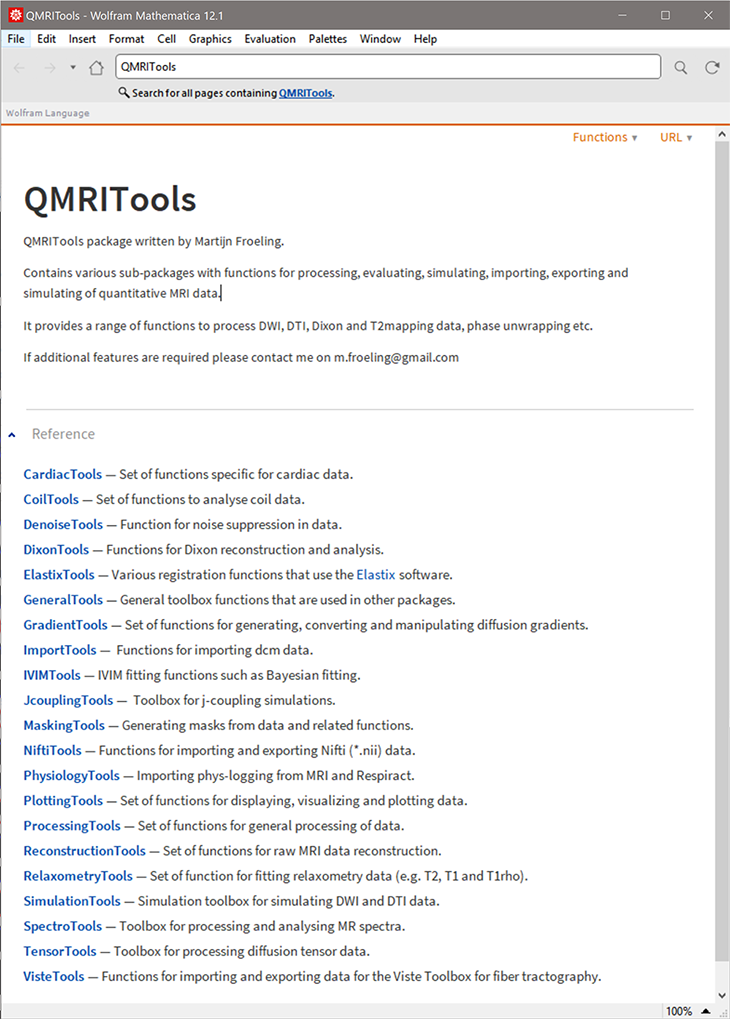 QMRITools - Wolfram Mathematica 12.1
File Edit Insert Format Cell Graphics Evaluation Palettes Window Help
QMRITools
Search for all pages containing QMRITools.
Wolfram Language
Functions ▼ URL ▼
QMRITools
QMRITools package written by Martijn Froeling.
Contains various sub-packages with functions for processing, evaluating, simulating, importing, exporting and
simulating of quantitative MRI data.
It provides a range of functions to process DWI, DTI, Dixon and T2mapping data, phase unwrapping etc.
If additional features are required please contact me on m.froeling@gmail.com
Reference
CardiacTools — Set of functions specific for cardiac data.
CoilTools — Set of functions to analyse coil data.
DenoiseTools — Function for noise suppression in data.
DixonTools — Functions for Dixon reconstruction and analysis.
ElastixTools — Various registration functions that use the Elastix software.
GeneralTools — General toolbox functions that are used in other packages.
GradientTools — Set of functions for generating, converting and manipulating diffusion gradients.
ImportTools — Functions for importing dcm data.
IVIMTools — IVIM fitting functions such as Bayesian fitting.
JcouplingTools — Toolbox for j-coupling simulations.
MaskingTools — Generating masks from data and related functions.
NiftiTools — Functions for importing and exporting Nifti (*.nii) data.
PhysiologyTools — Importing phys-logging from MRI and Respiract.
PlottingTools — Set of functions for displaying, visualizing and plotting data.
ProcessingTools — Set of functions for general processing of data.
ReconstructionTools — Set of functions for raw MRI data reconstruction.
RelaxometryTools — Set of function for fitting relaxometry data (e.g. T2, T1 and T1rho).
SimulationTools — Simulation toolbox for simulating DWI and DTI data.
SpectroTools — Toolbox for processing and analysing MR spectra.
TensorTools — Toolbox for processing diffusion tensor data.
VisteTools — Functions for importing and exporting data for the Viste Toolbox for fiber tractography.
100%